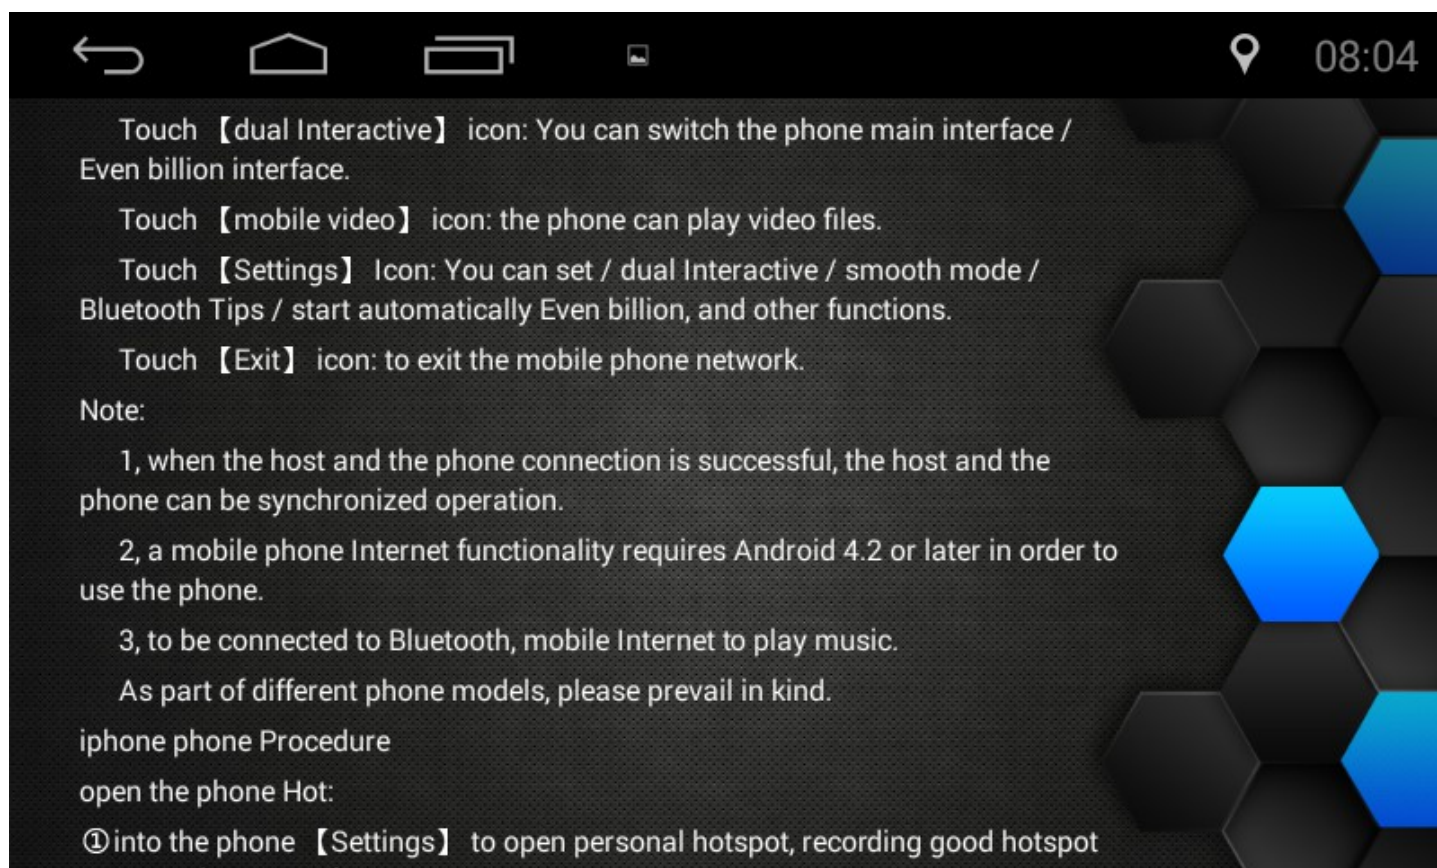 08:04
Touch 【dual Interactive】 icon: You can switch the phone main interface /
Even billion interface.
Touch 【mobile video】 icon: the phone can play video files.
Touch 【Settings】 Icon: You can set / dual Interactive / smooth mode /
Bluetooth Tips / start automatically Even billion, and other functions.
Touch 【Exit】 icon: to exit the mobile phone network.
Note:
1, when the host and the phone connection is successful, the host and the
phone can be synchronized operation.
2, a mobile phone Internet functionality requires Android 4.2 or later in order to
use the phone.
3, to be connected to Bluetooth, mobile Internet to play music.
As part of different phone models, please prevail in kind.
iphone phone Procedure
open the phone Hot:
①into the phone 【Settings】 to open personal hotspot, recording good hotspot